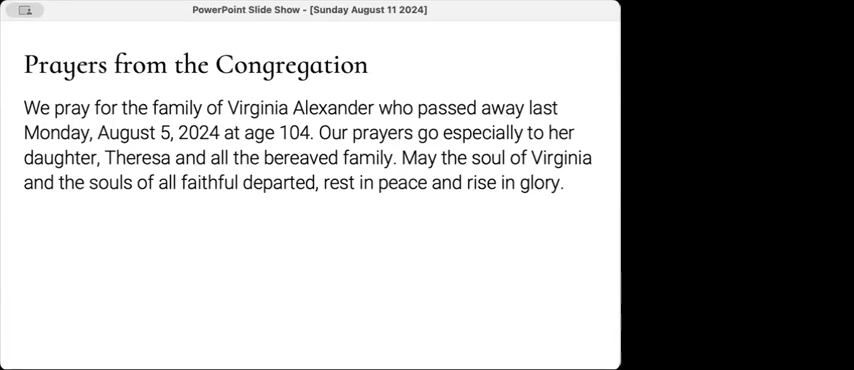 PowerPoint Slide Show - [Sunday August 11 2024]
Prayers from the Congregation
We pray for the family of Virginia Alexander who passed away last
Monday, August 5, 2024 at age 104. Our prayers go especially to her
daughter, Theresa and all the bereaved family. May the soul of Virginia
and the souls of all faithful departed, rest in peace and rise in glory.